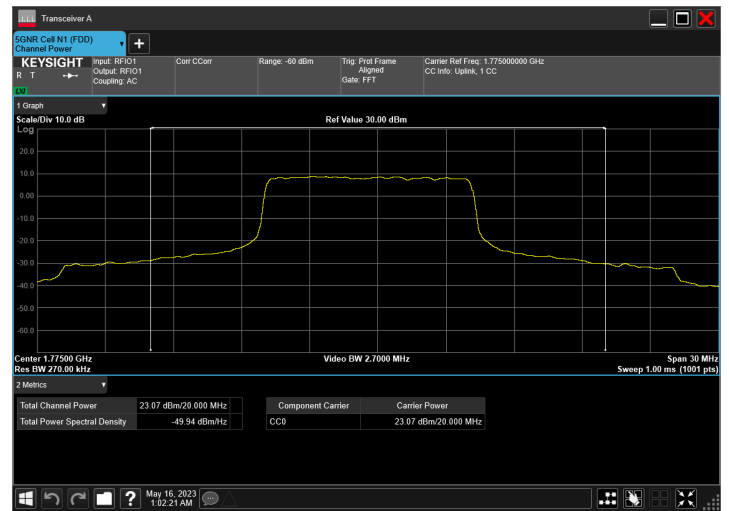 Transceiver A
5GNR Cell N1 (FDD)
Channel Power
KEYSIGHT
R T
LXI
Input: RFIO1
Output: RFIO1
Coupling: AC
Corr CCorr
Range: -60 dBm
Trig: Prot Frame
Aligned
Gate: FFT
Carrier Ref Freq: 1.775000000 GHz
CC Info: Uplink, 1 CC
1 Graph
Scale/Div 10.0 dB
Ref Value 30.00 dBm
Log
20.0
10.0
0.00
-10.0
-20.0
-30.0
-40.0
-50.0
-60.0
Center 1.77500 GHz
Video BW 2.7000 MHz
Span 30 MHz
Res BW 270.00 kHz
Sweep 1.00 ms (1001 pts)
2 Metrics
Total Channel Power 23.07 dBm/20.000 MHz
Total Power Spectral Density -49.94 dBm/Hz
Component Carrier Carrier Power
CC0 23.07 dBm/20.000 MHz
?
May 16, 2023
1:02:21 AM